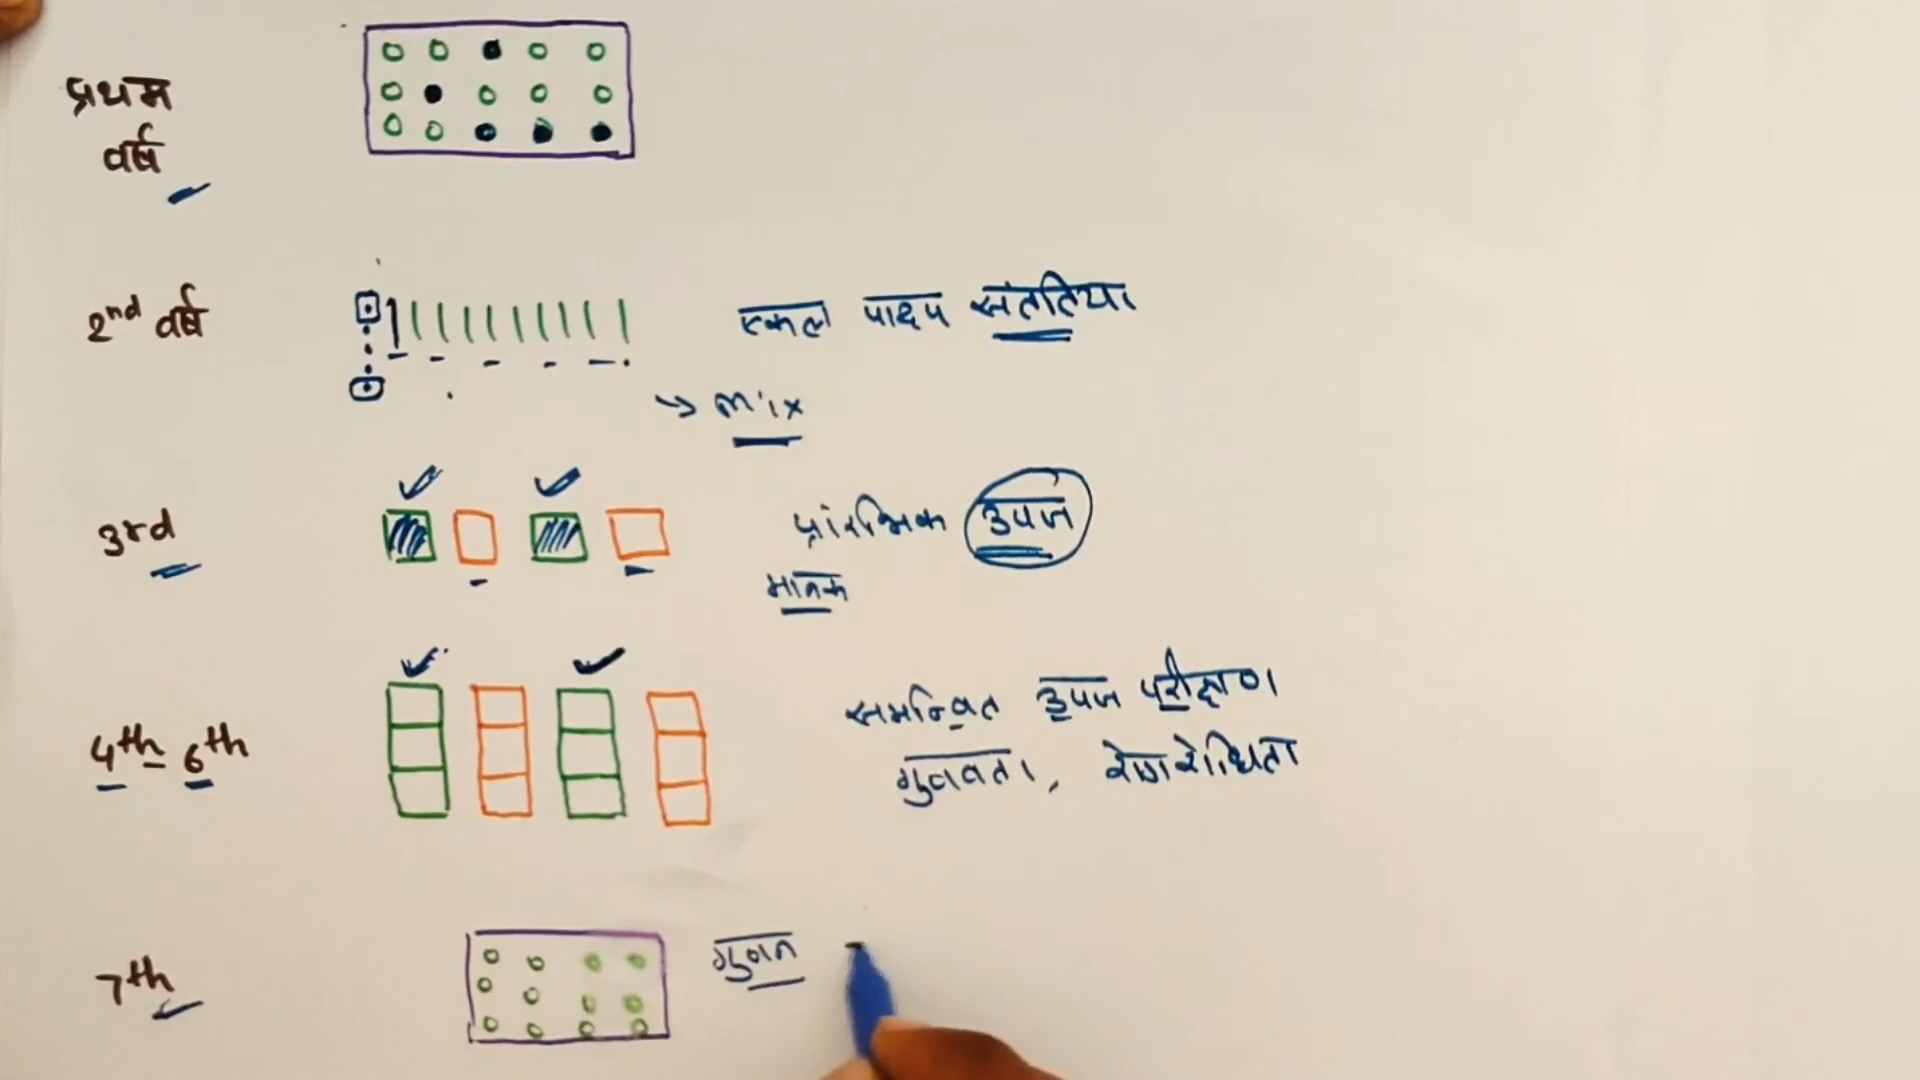 प्रथम
वर्ष
2nd वर्ष
एकल पादप संततिया
→ mix
3rd
प्रांरम्भिक उपज
मानक
4th - 6th
समन्वित उपज परीक्षण
गुणवता, रोगरोधिता
7th
गुणन